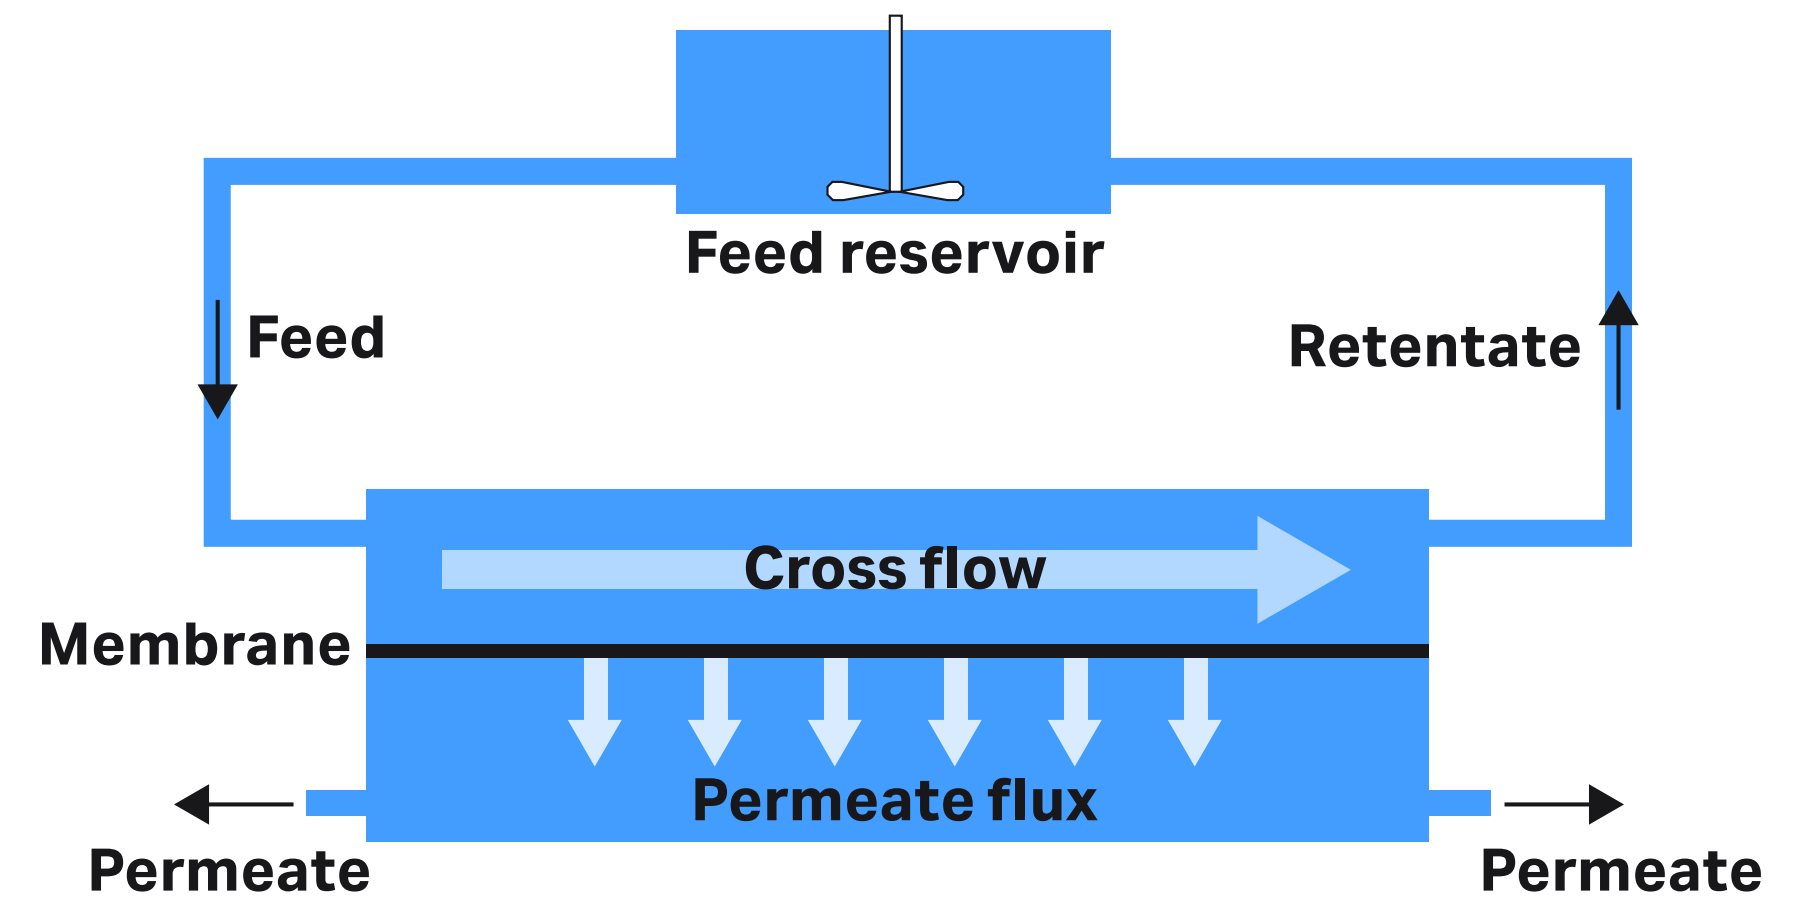 Feed reservoir
Feed
Retentate
Cross flow
Membrane
Permeate flux
Permeate
Permeate